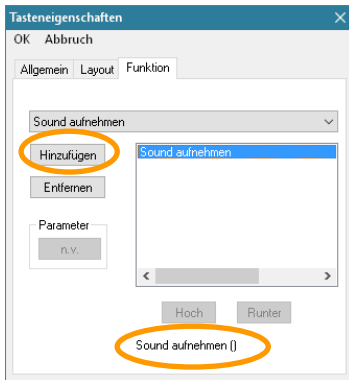 Tasteneigenschaften
OK Abbruch
Allgemein Layout Funktion
Sound aufnehmen
Hinzufügen
Sound aufnehmen
Entfernen
Parameter
n.v.
Hoch Runter
Sound aufnehmen ()